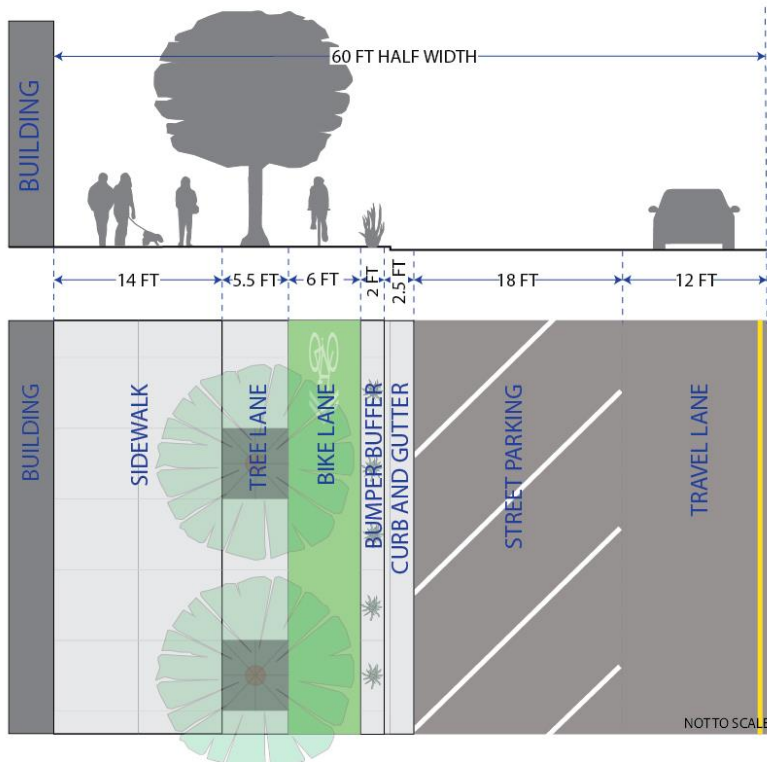 60 FT HALF WIDTH
BUILDING
14 FT
5.5 FT
6 FT
2 FT
2.5 FT
18 FT
12 FT
BUILDING
SIDEWALK
TREE LANE
BIKE LANE
BUMPER BUFFER
CURB AND GUTTER
STREET PARKING
TRAVEL LANE
NOT TO SCALE